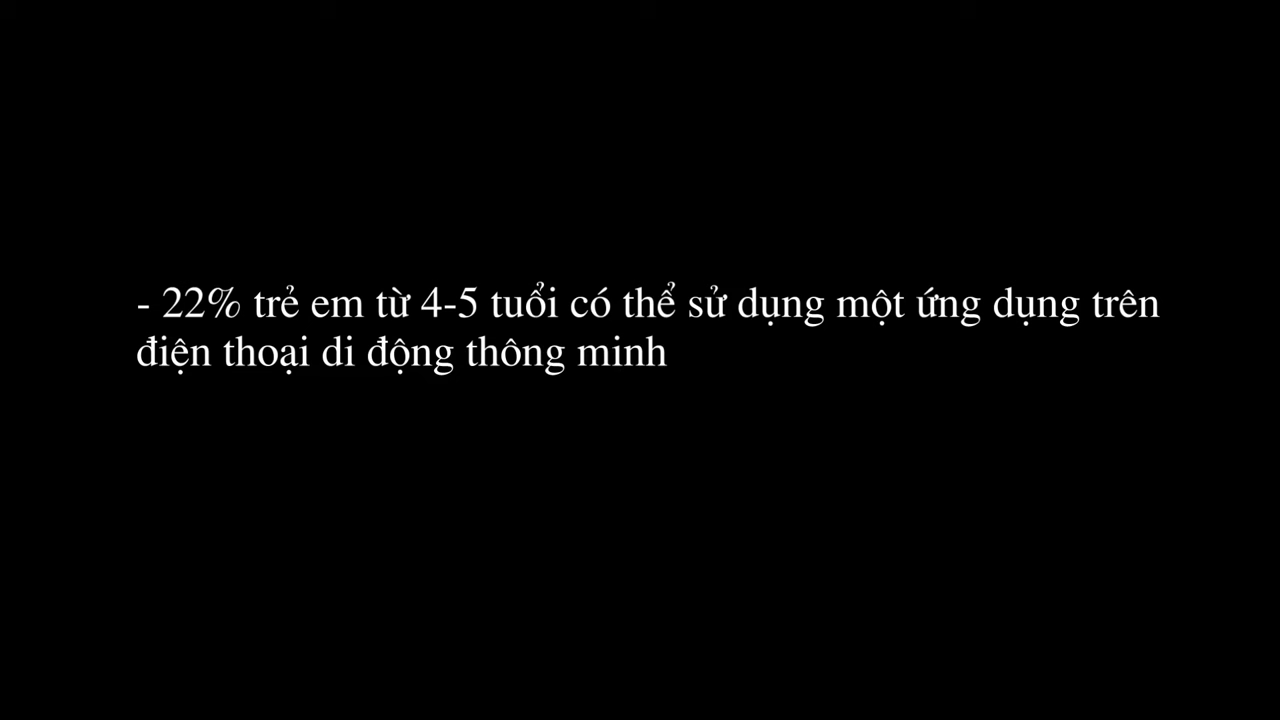 - 22% trẻ em từ 4-5 tuổi có thể sử dụng một ứng dụng trên
điện thoại di động thông minh